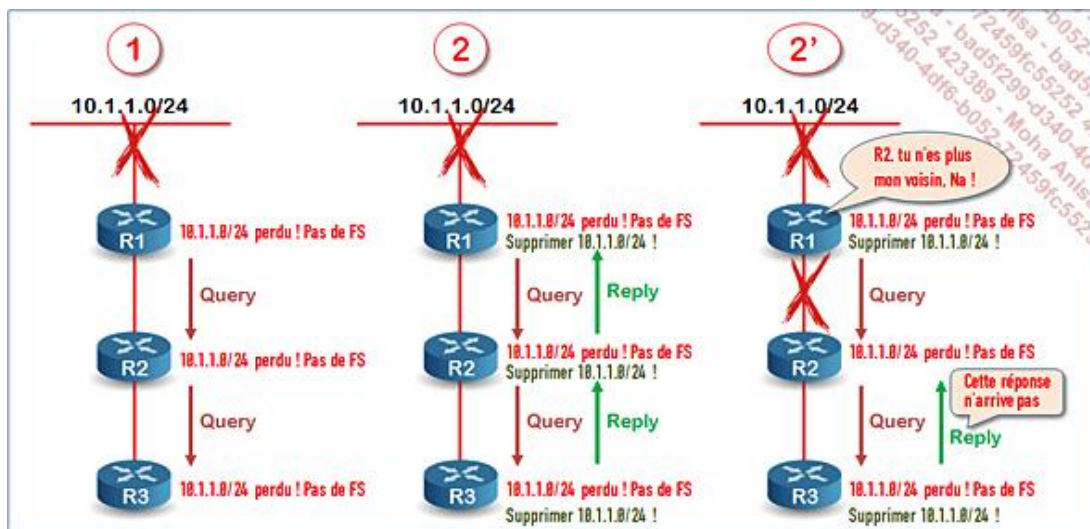 1
10.1.1.0/24
R1
10.1.1.0/24 perdu ! Pas de FS
Query
R2
10.1.1.0/24 perdu ! Pas de FS
Query
R3
10.1.1.0/24 perdu ! Pas de FS
2
10.1.1.0/24
R1
10.1.1.0/24 perdu ! Pas de FS
Supprimer 10.1.1.0/24 !
Query
Reply
R2
10.1.1.0/24 perdu ! Pas de FS
Supprimer 10.1.1.0/24 !
Query
Reply
R3
10.1.1.0/24 perdu ! Pas de FS
Supprimer 10.1.1.0/24 !
2'
10.1.1.0/24
R2, tu n'es plus
mon voisin, Na !
R1
10.1.1.0/24 perdu ! Pas de FS
Supprimer 10.1.1.0/24 !
Query
R2
10.1.1.0/24 perdu ! Pas de FS
Cette réponse
n'arrive pas
Query
Reply
R3
10.1.1.0/24 perdu ! Pas de FS
Supprimer 10.1.1.0/24 !
423389 - Moha Anis